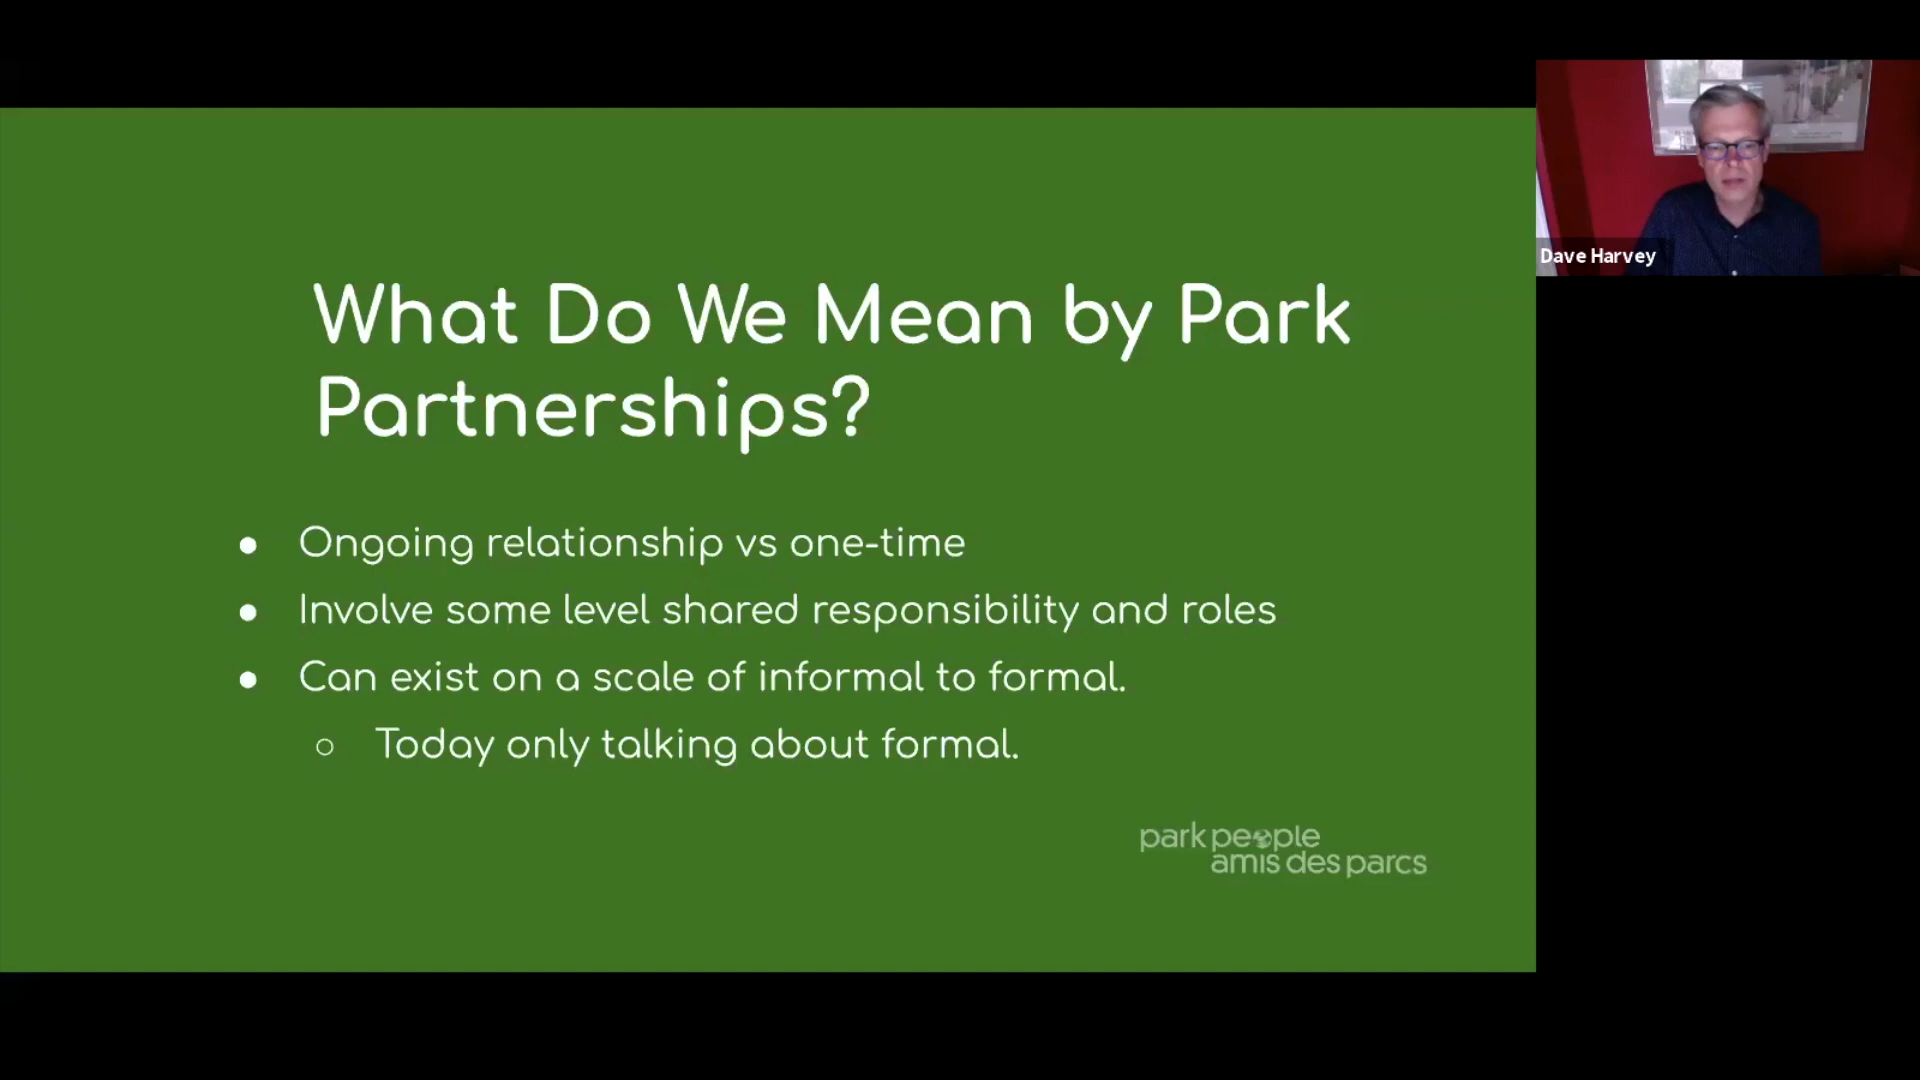 What Do We Mean by Park
Partnerships?
● Ongoing relationship vs one-time
● Involve some level shared responsibility and roles
● Can exist on a scale of informal to formal.
○ Today only talking about formal.
park people
amis des parcs
Dave Harvey